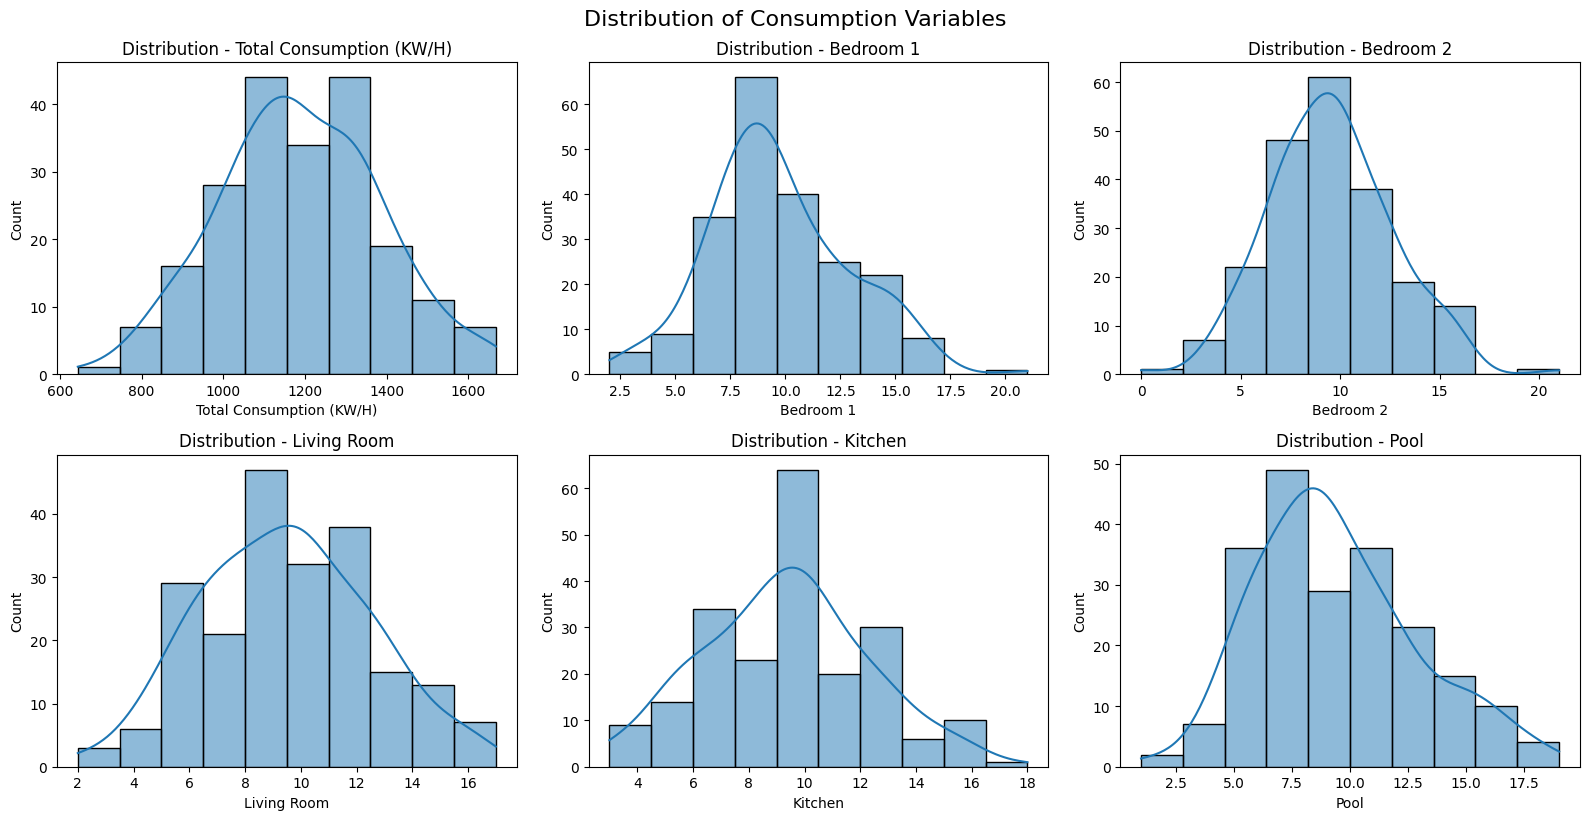 Distribution of Consumption Variables
Distribution - Total Consumption (KW/H)
Count
40
30
20
10
0
600 800 1000 1200 1400 1600
Total Consumption (KW/H)
Distribution - Bedroom 1
Count
60
50
40
30
20
10
0
2.5 5.0 7.5 10.0 12.5 15.0 17.5 20.0
Bedroom 1
Distribution - Bedroom 2
Count
60
50
40
30
20
10
0
0 5 10 15 20
Bedroom 2
Distribution - Living Room
Count
40
30
20
10
0
2 4 6 8 10 12 14 16
Living Room
Distribution - Kitchen
Count
60
50
40
30
20
10
0
4 6 8 10 12 14 16 18
Kitchen
Distribution - Pool
Count
50
40
30
20
10
0
2.5 5.0 7.5 10.0 12.5 15.0 17.5
Pool